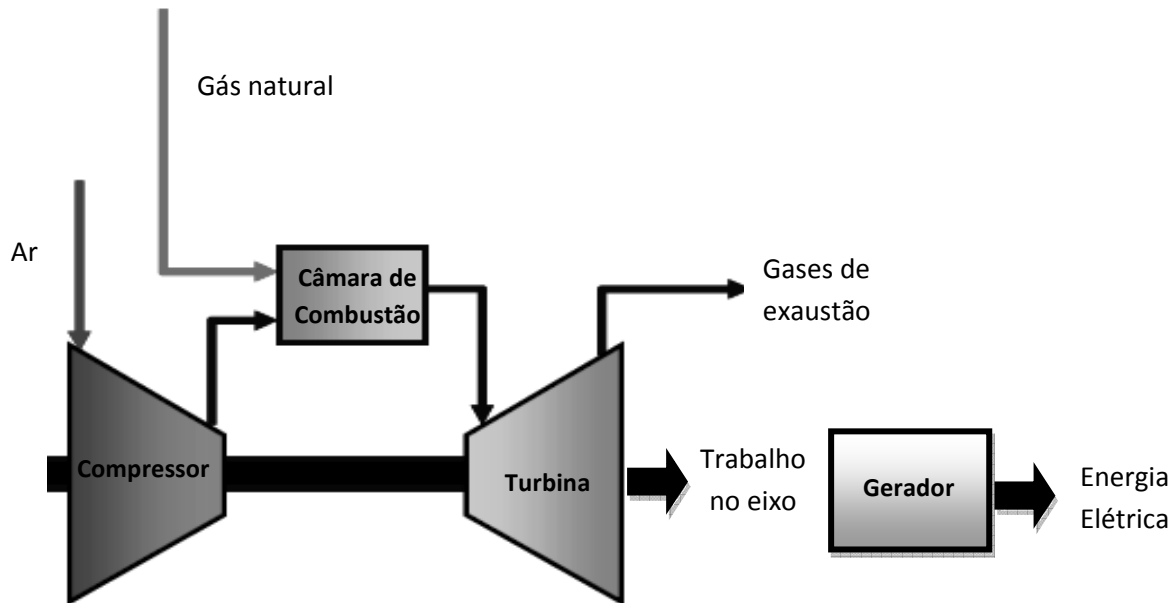 Gás natural
Ar
Câmara de
Combustão
Gases de
exaustão
Compressor
Turbina
Trabalho
no eixo
Gerador
Energia
Elétrica